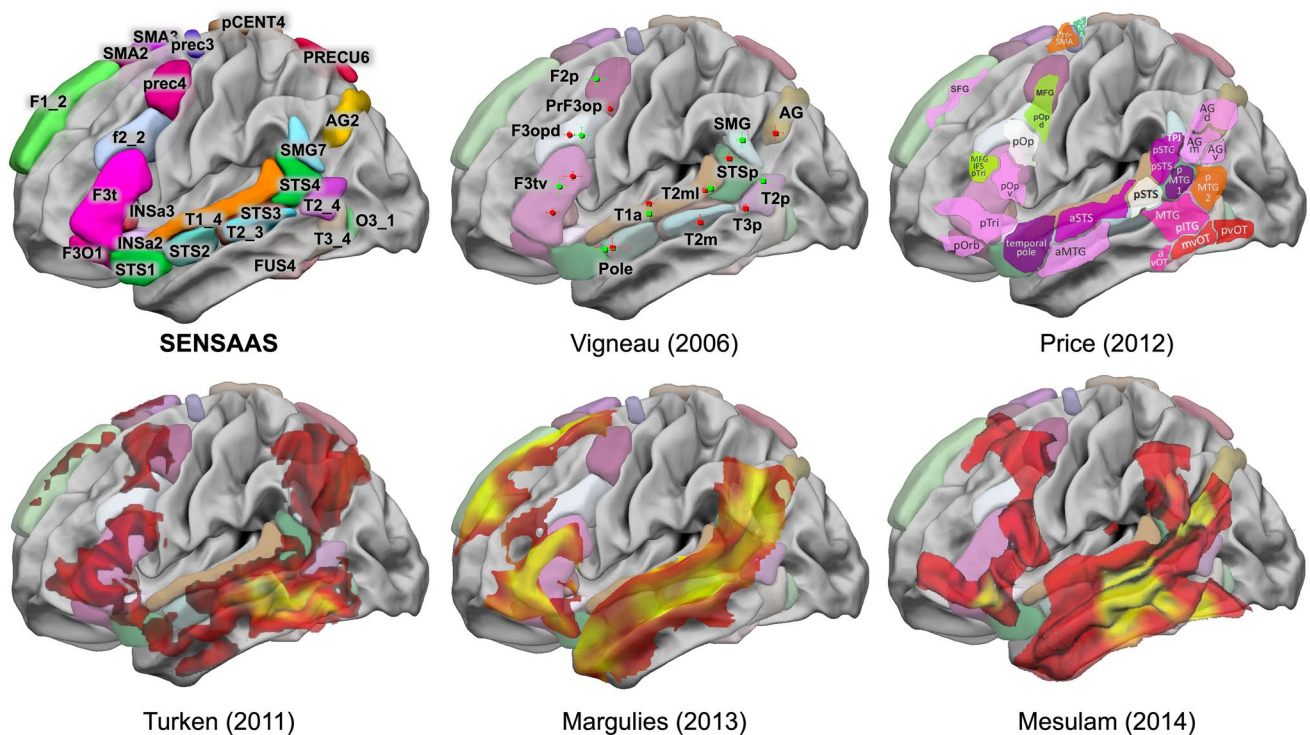 pCENT4
SMA3
prec3
SMA2
PRECU6
prec4
F1_2
AG2
f2_2
SMG7
F3t
STS4
INSa3
T1_4
STS3
T2_4
O3_1
INSa2
T2_3
T3_4
F3O1
STS2
STS1
FUS4
SENSAAS
F2p
PrF3op
AG
F3opd
SMG
STSp
F3tv
T2ml
T2p
T1a
T3p
T2m
Pole
Vigneau (2006)
Pre-
SMA
SFG
MFG
pOp
d
AG
d
pOp
TPJ
pSTG
AG
m
AG
v
MFG
IFS
pTri
pSTS
p
MTG
1
p
MTG
2
pOp
v
pSTS
pTri
aSTS
MTG
pITG
pOrb
temporal
pole
aMTG
mvOT
pvOT
a
vOT
Price (2012)
Turken (2011)
Margulies (2013)
Mesulam (2014)